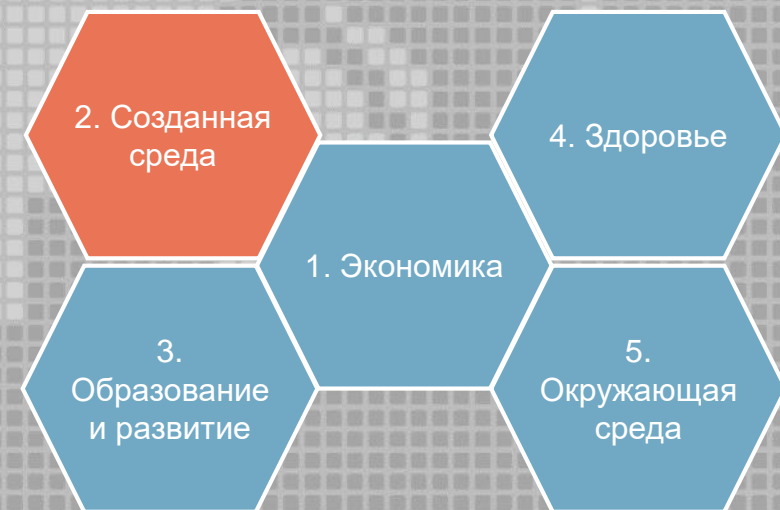 2. Созданная
среда
4. Здоровье
1. Экономика
3.
Образование
и развитие
5.
Окружающая
среда